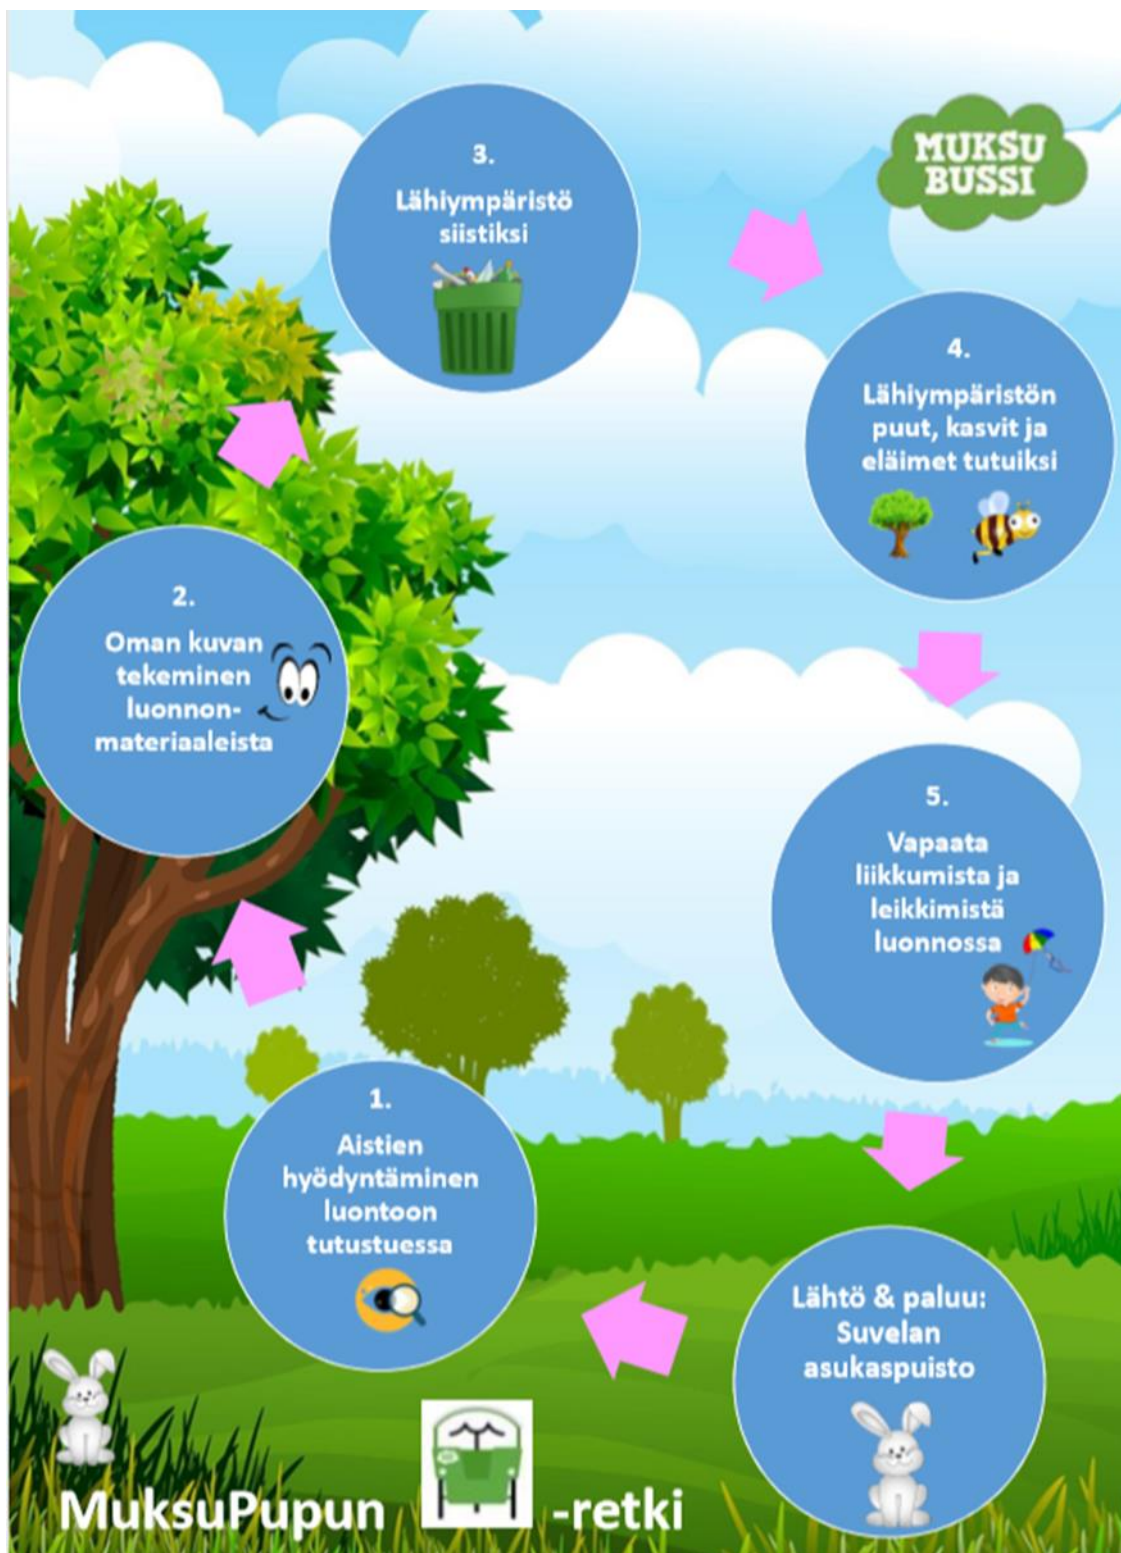 MUKSU
BUSSI
3.
Lähiympäristö
siistiksi
4.
Lähiympäristön
puut, kasvit ja
eläimet tutuiksi
2.
Oman kuvan
tekeminen
luonnon-
materiaaleista
5.
Vapaata
liikkumista ja
leikkimistä
luonnossa
1.
Aistien
hyödyntäminen
luontoon
tutustuessa
Lähtö & paluu:
Suvelan
asukaspuisto
MuksuPupun -retki